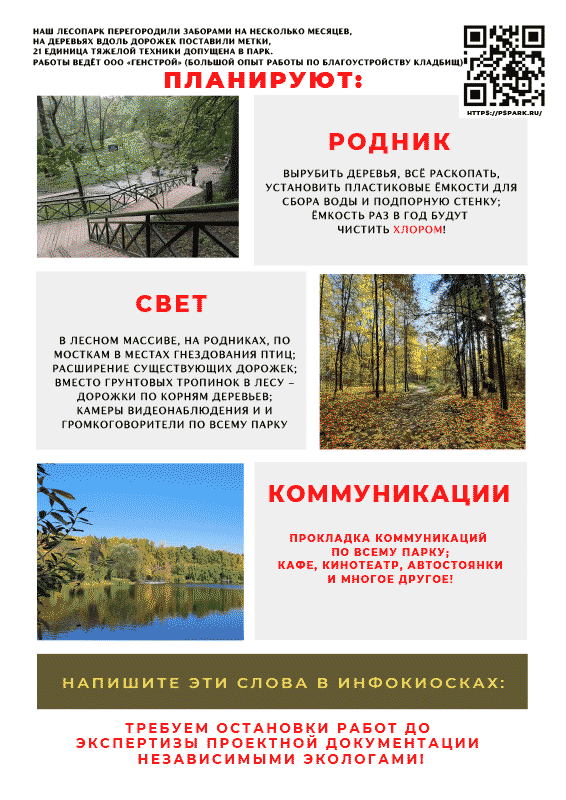 НАШ ЛЕСОПАРК ПЕРЕГОРОДИЛИ ЗАБОРАМИ НА НЕСКОЛЬКО МЕСЯЦЕВ,
НА ДЕРЕВЬЯХ ВДОЛЬ ДОРОЖЕК ПОСТАВИЛИ МЕТКИ,
21 ЕДИНИЦА ТЯЖЕЛОЙ ТЕХНИКИ ДОПУЩЕНА В ПАРК.
РАБОТЫ ВЕДЁТ ООО «ГЕНСТРОЙ» (БОЛЬШОЙ ОПЫТ РАБОТЫ ПО БЛАГОУСТРОЙСТВУ КЛАДБИЩ)
HTTPS://PSPARK.RU/
ПЛАНИРУЮТ:
РОДНИК
ВЫРУБИТЬ ДЕРЕВЬЯ, ВСЁ РАСКОПАТЬ,
УСТАНОВИТЬ ПЛАСТИКОВЫЕ ЁМКОСТИ ДЛЯ
СБОРА ВОДЫ И ПОДПОРНУЮ СТЕНКУ;
ЁМКОСТЬ РАЗ В ГОД БУДУТ
ЧИСТИТЬ ХЛОРОМ!
СВЕТ
В ЛЕСНОМ МАССИВЕ, НА РОДНИКАХ, ПО
МОСТКАМ В МЕСТАХ ГНЕЗДОВАНИЯ ПТИЦ;
РАСШИРЕНИЕ СУЩЕСТВУЮЩИХ ДОРОЖЕК;
ВМЕСТО ГРУНТОВЫХ ТРОПИНОК В ЛЕСУ –
ДОРОЖКИ ПО КОРНЯМ ДЕРЕВЬЕВ;
КАМЕРЫ ВИДЕОНАБЛЮДЕНИЯ И И
ГРОМКОГОВОРИТЕЛИ ПО ВСЕМУ ПАРКУ
КОММУНИКАЦИИ
ПРОКЛАДКА КОММУНИКАЦИЙ
ПО ВСЕМУ ПАРКУ;
КАФЕ, КИНОТЕАТР, АВТОСТОЯНКИ
И МНОГОЕ ДРУГОЕ!
НАПИШИТЕ ЭТИ СЛОВА В ИНФОКИОСКАХ:
ТРЕБУЕМ ОСТАНОВКИ РАБОТ ДО
ЭКСПЕРТИЗЫ ПРОЕКТНОЙ ДОКУМЕНТАЦИИ
НЕЗАВИСИМЫМИ ЭКОЛОГАМИ!